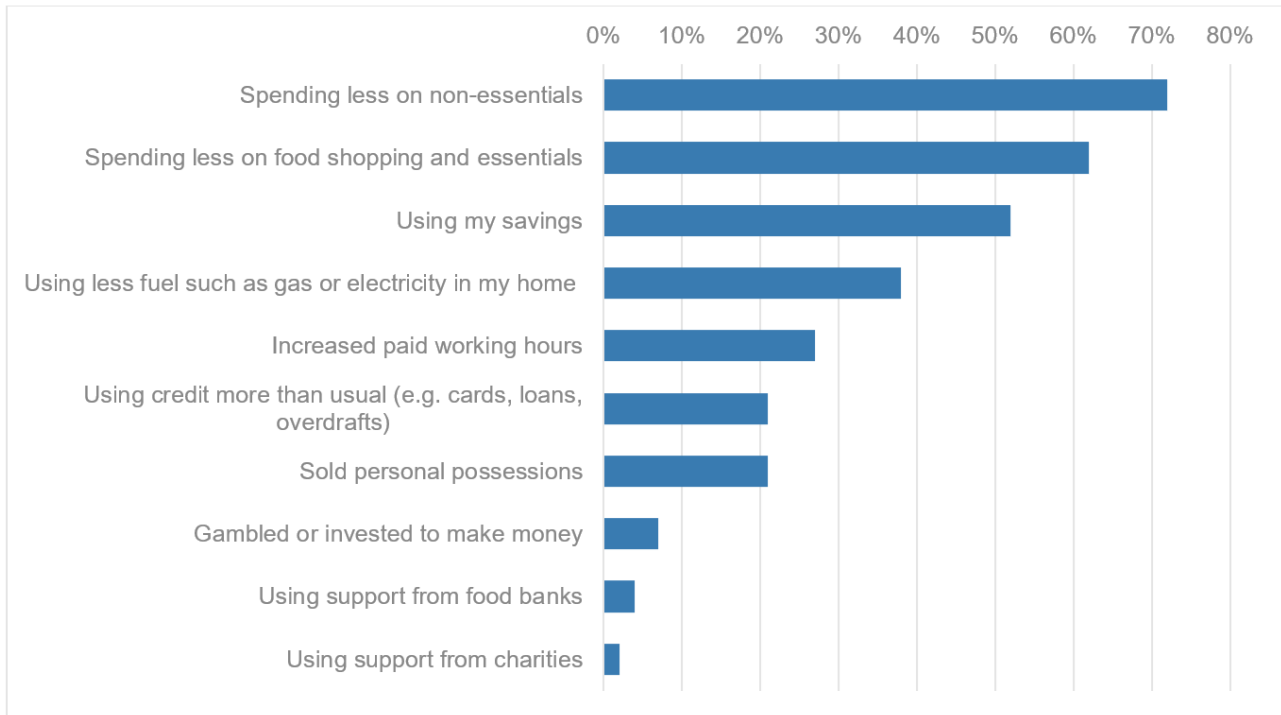 0% 10% 20% 30% 40% 50% 60% 70% 80%
Spending less on non-essentials
Spending less on food shopping and essentials
Using my savings
Using less fuel such as gas or electricity in my home
Increased paid working hours
Using credit more than usual (e.g. cards, loans,
overdrafts)
Sold personal possessions
Gambled or invested to make money
Using support from food banks
Using support from charities